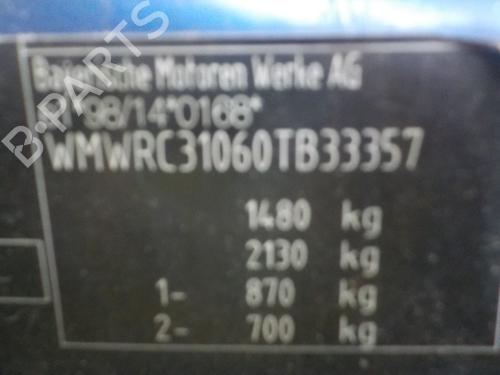 B-PARTS
Bayerische Motoren Werke AG
*98/14*0168*
WMWRC31060TB33357
1480 kg
2130 kg
1- 870 kg
2- 700 kg